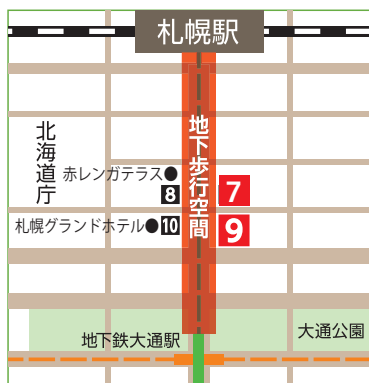 札幌駅
地下歩行空間
北海道庁
赤レンガテラス●
8
7
札幌グランドホテル●
10
9
大通公園
地下鉄大通駅